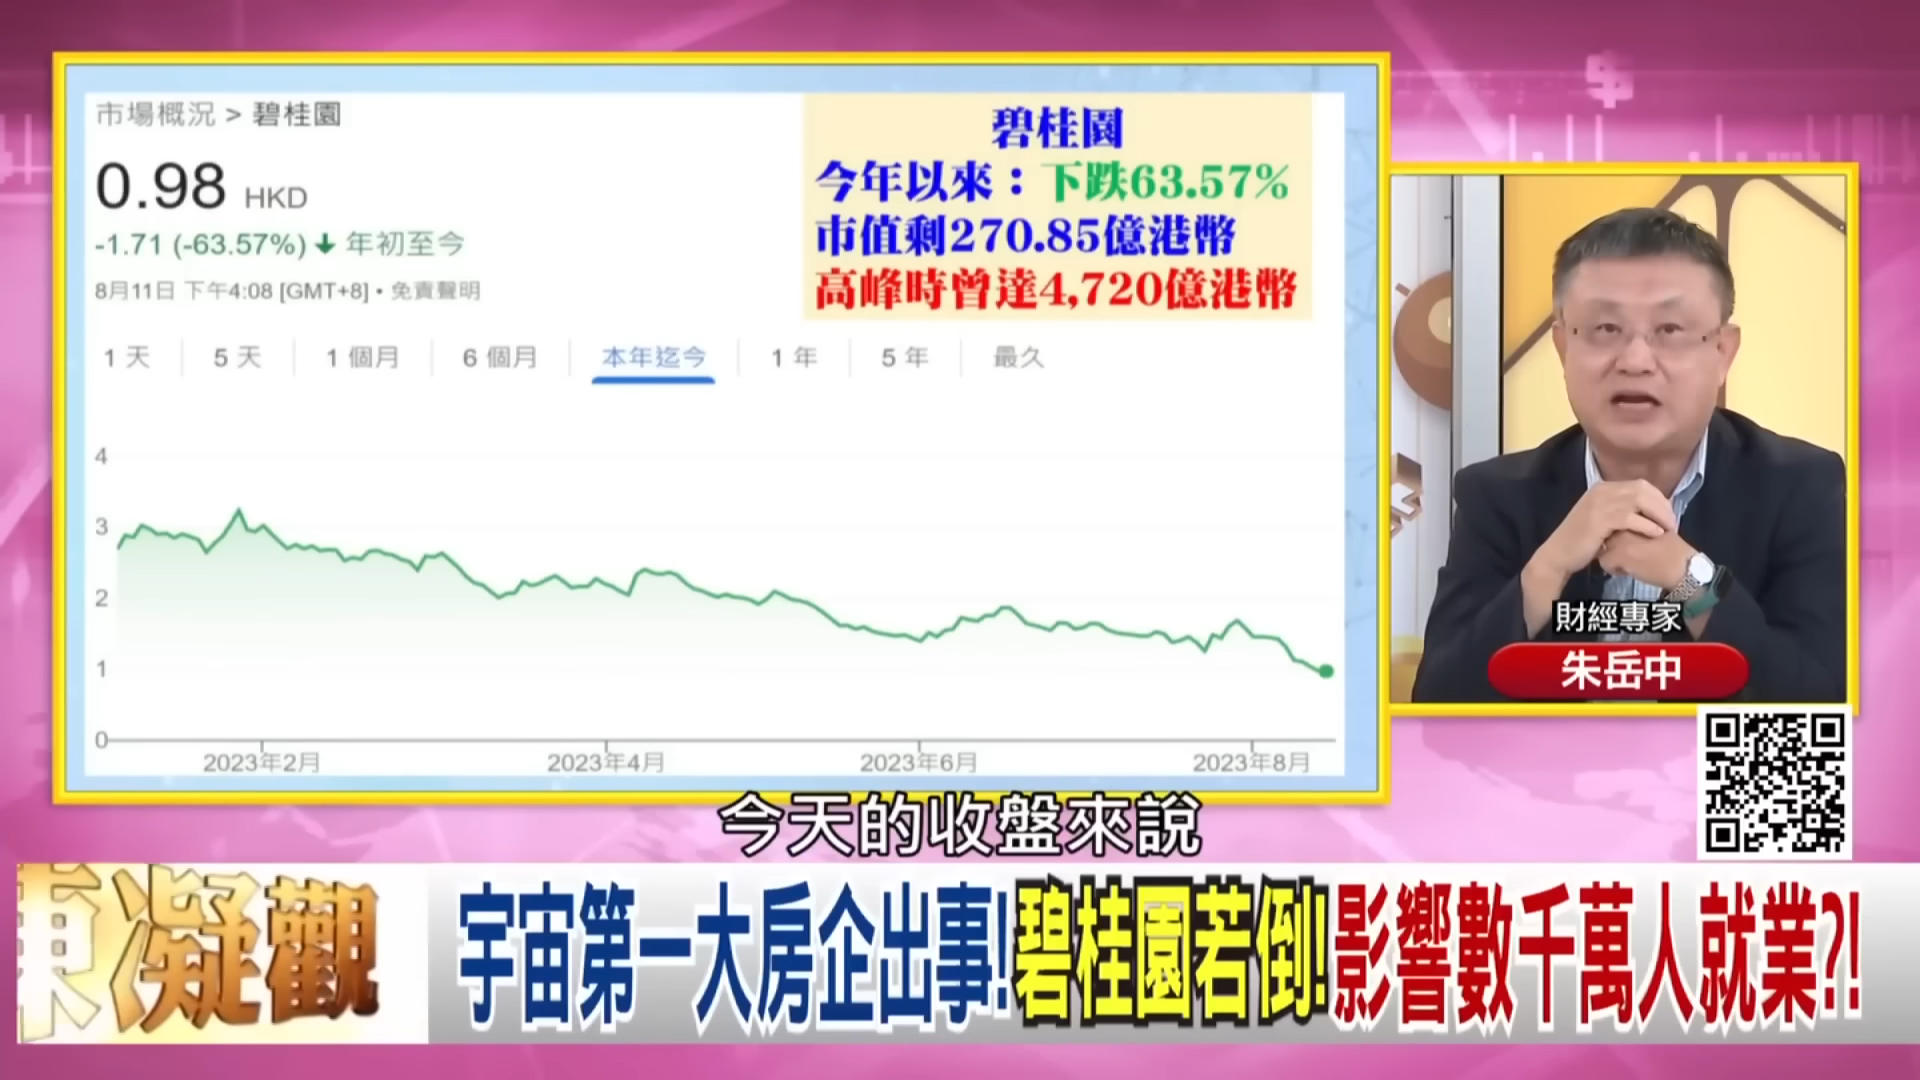 市場概況 > 碧桂園
0.98 HKD
-1.71 (-63.57%) ↓ 年初至今
8月11日 下午4:08 [GMT+8] • 免責聲明
碧桂園
今年以來：下跌63.57%
市值剩270.85億港幣
高峰時曾達4,720億港幣
1 天
5 天
1 個月
6 個月
本年迄今
1 年
5 年
最久
4
3
2
1
0
2023年2月
2023年4月
2023年6月
2023年8月
財經專家
朱岳中
今天的收盤來說
凝觀
宇宙第一大房企出事!碧桂園若倒!影響數千萬人就業?!